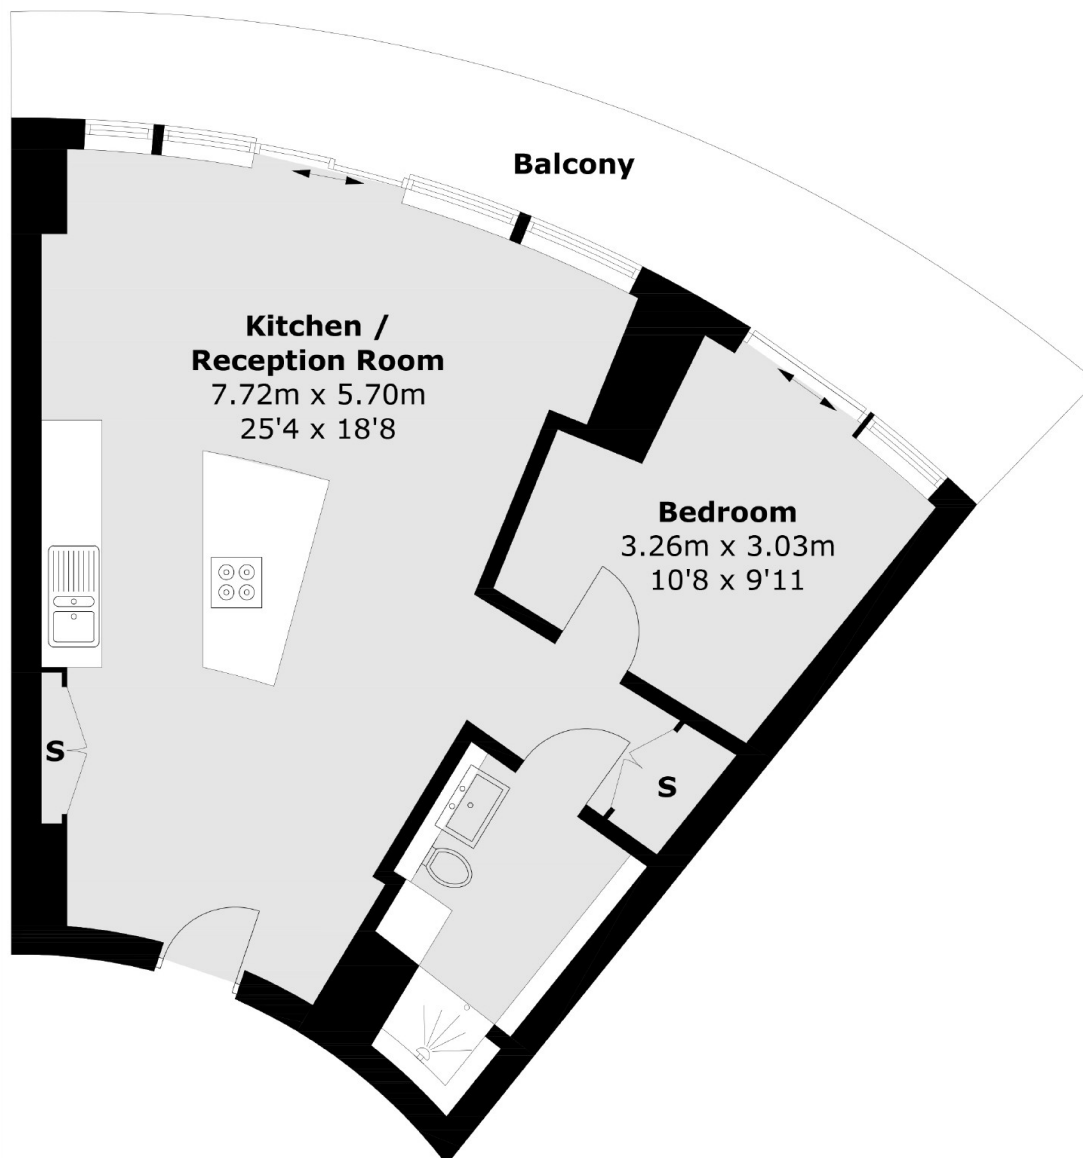 Balcony
Kitchen /
Reception Room
7.72m x 5.70m
25'4 x 18'8
Bedroom
3.26m x 3.03m
10'8 x 9'11
S
S